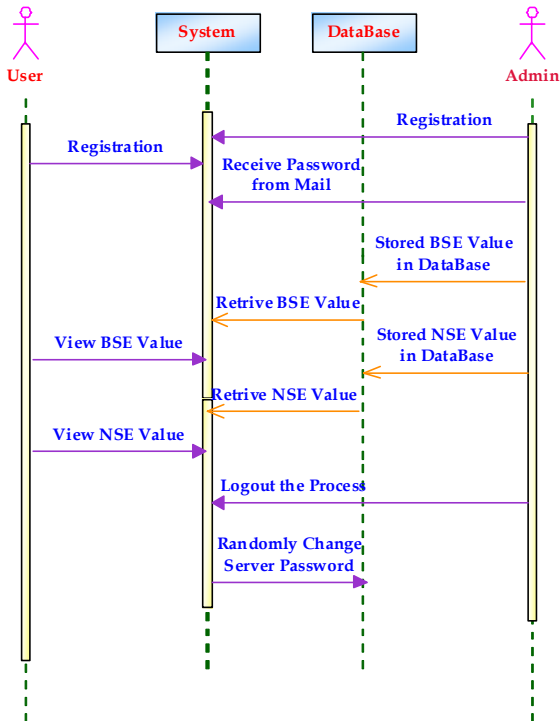 System
DataBase
User
Admin
Registration
Registration
Receive Password
from Mail
Stored BSE Value
in DataBase
Retrive BSE Value
View BSE Value
Stored NSE Value
in DataBase
Retrive NSE Value
View NSE Value
Logout the Process
Randomly Change
Server Password